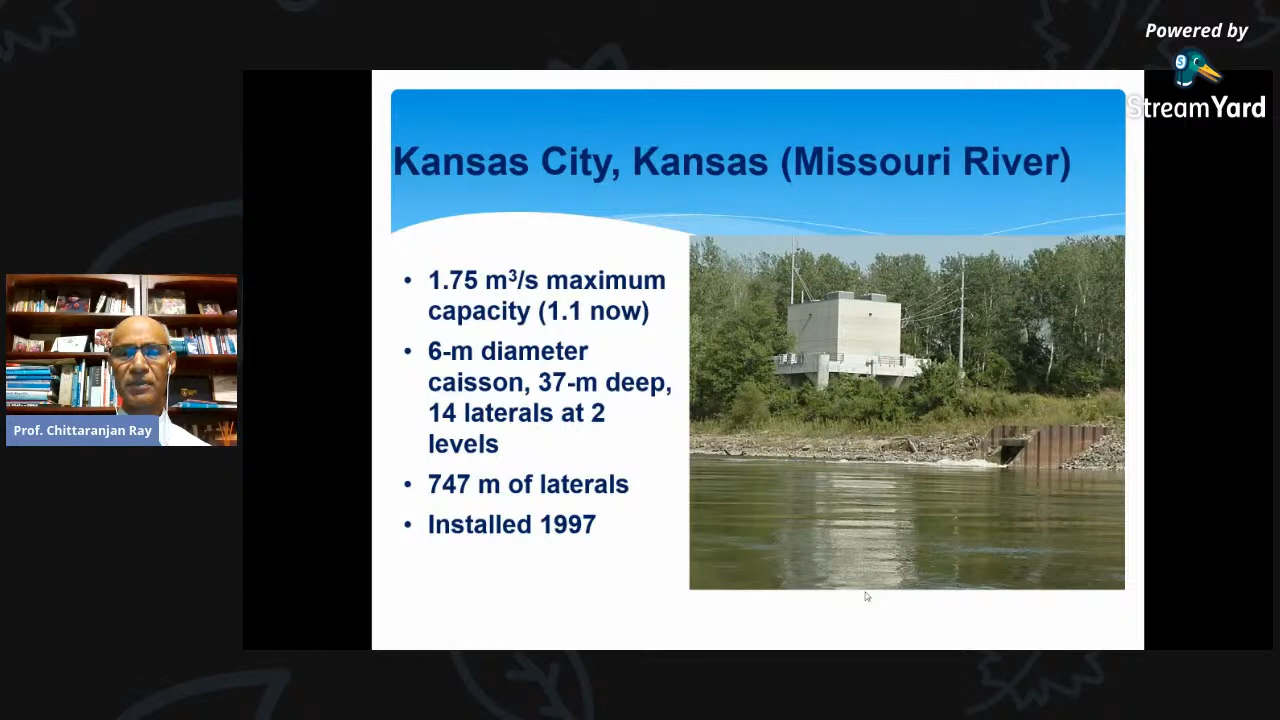 Powered by
StreamYard
Kansas City, Kansas (Missouri River)
• 1.75 m³/s maximum
capacity (1.1 now)
• 6-m diameter
caisson, 37-m deep,
14 laterals at 2
levels
• 747 m of laterals
• Installed 1997
Prof. Chittaranjan Ray